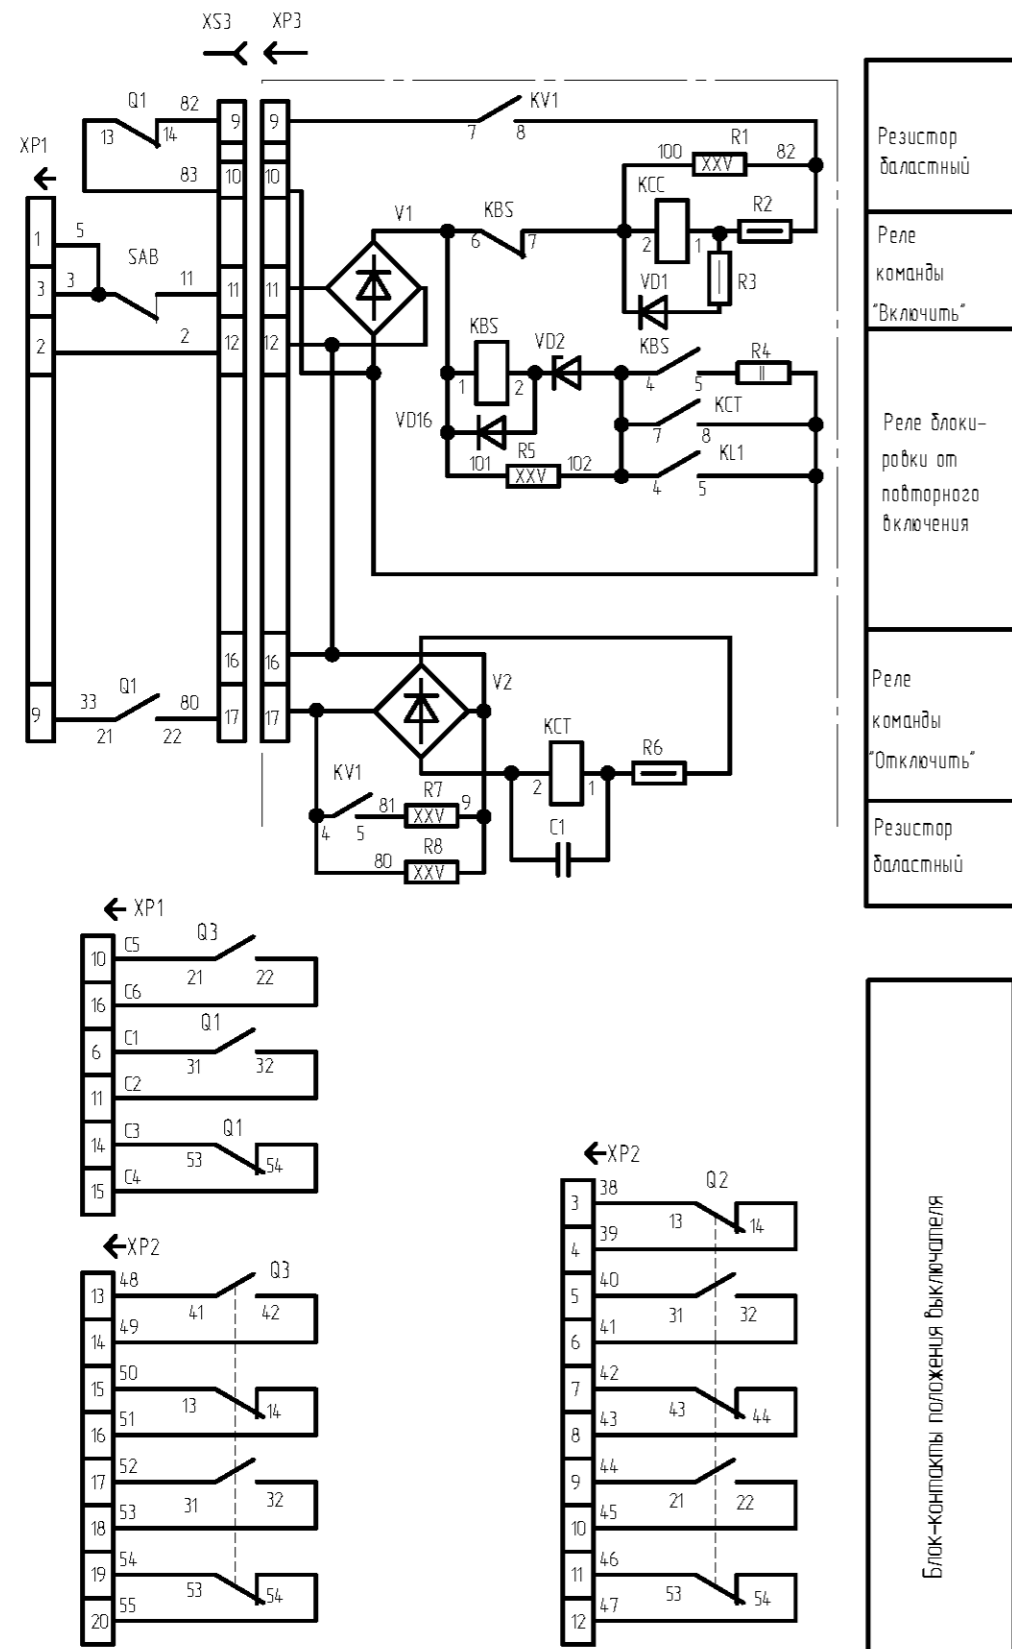 XS3 XP3
Q1 82 9 9 KV1
13 14 7 8
XP1 83 10 10 100 R1 82
XXV
KCC R2
5 V1 KBS
1 6 7 2 1
SAB
3 3 11 11 11 VD1 R3
2 2 12 12
KBS VD2 KBS R4
1 2 4 5
VD16 KCT
7 8
101 R5 102 KL1
XXV 4 5
16 16
V2
9 33 Q1 80 17 17
21 22
KCT R6
KV1 2 1
81 R7 9
4 5 XXV
C1
80 R8
XXV
Резистор
баластный
Реле
команды
"Включить"
Реле блоки-
ровки от
повторного
включения
Реле
команды
"Отключить"
Резистор
баластный
XP1
10 C5 Q3
21 22
16 C6
6 C1 Q1
31 32
11 C2
14 C3 Q1
53 54
15 C4
XP2
13 48 Q3
41 42
14 49
15 50
13 14
16 51
17 52
31 32
18 53
19 54
53 54
20 55
XP2
3 38 Q2
13 14
4 39
5 40
31 32
6 41
7 42
43 44
8 43
9 44
21 22
10 45
11 46
53 54
12 47
Блок-контакты положения выключателя